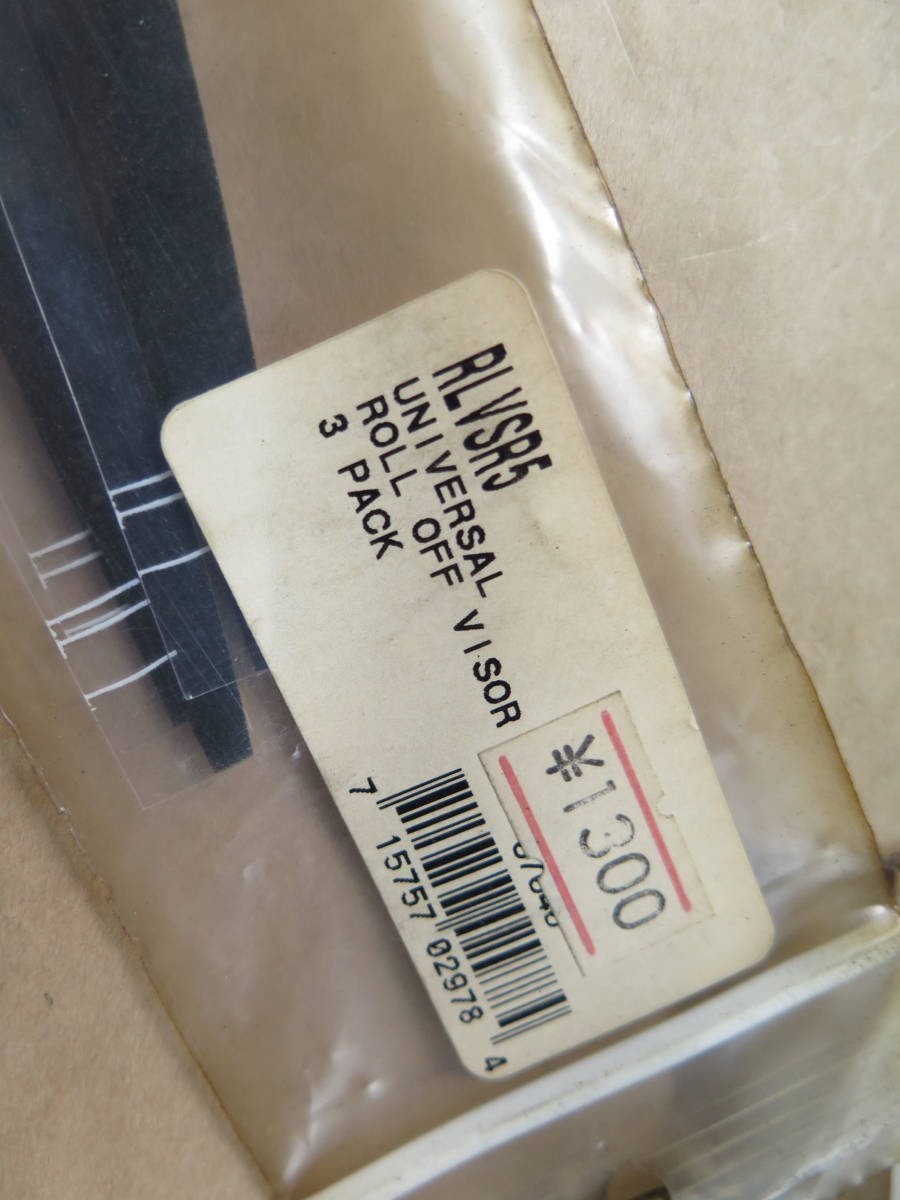 RLVSR5
UNIVERSAL VISOR
ROLL OFF
3 PACK
¥1300
7 15757 02978 4